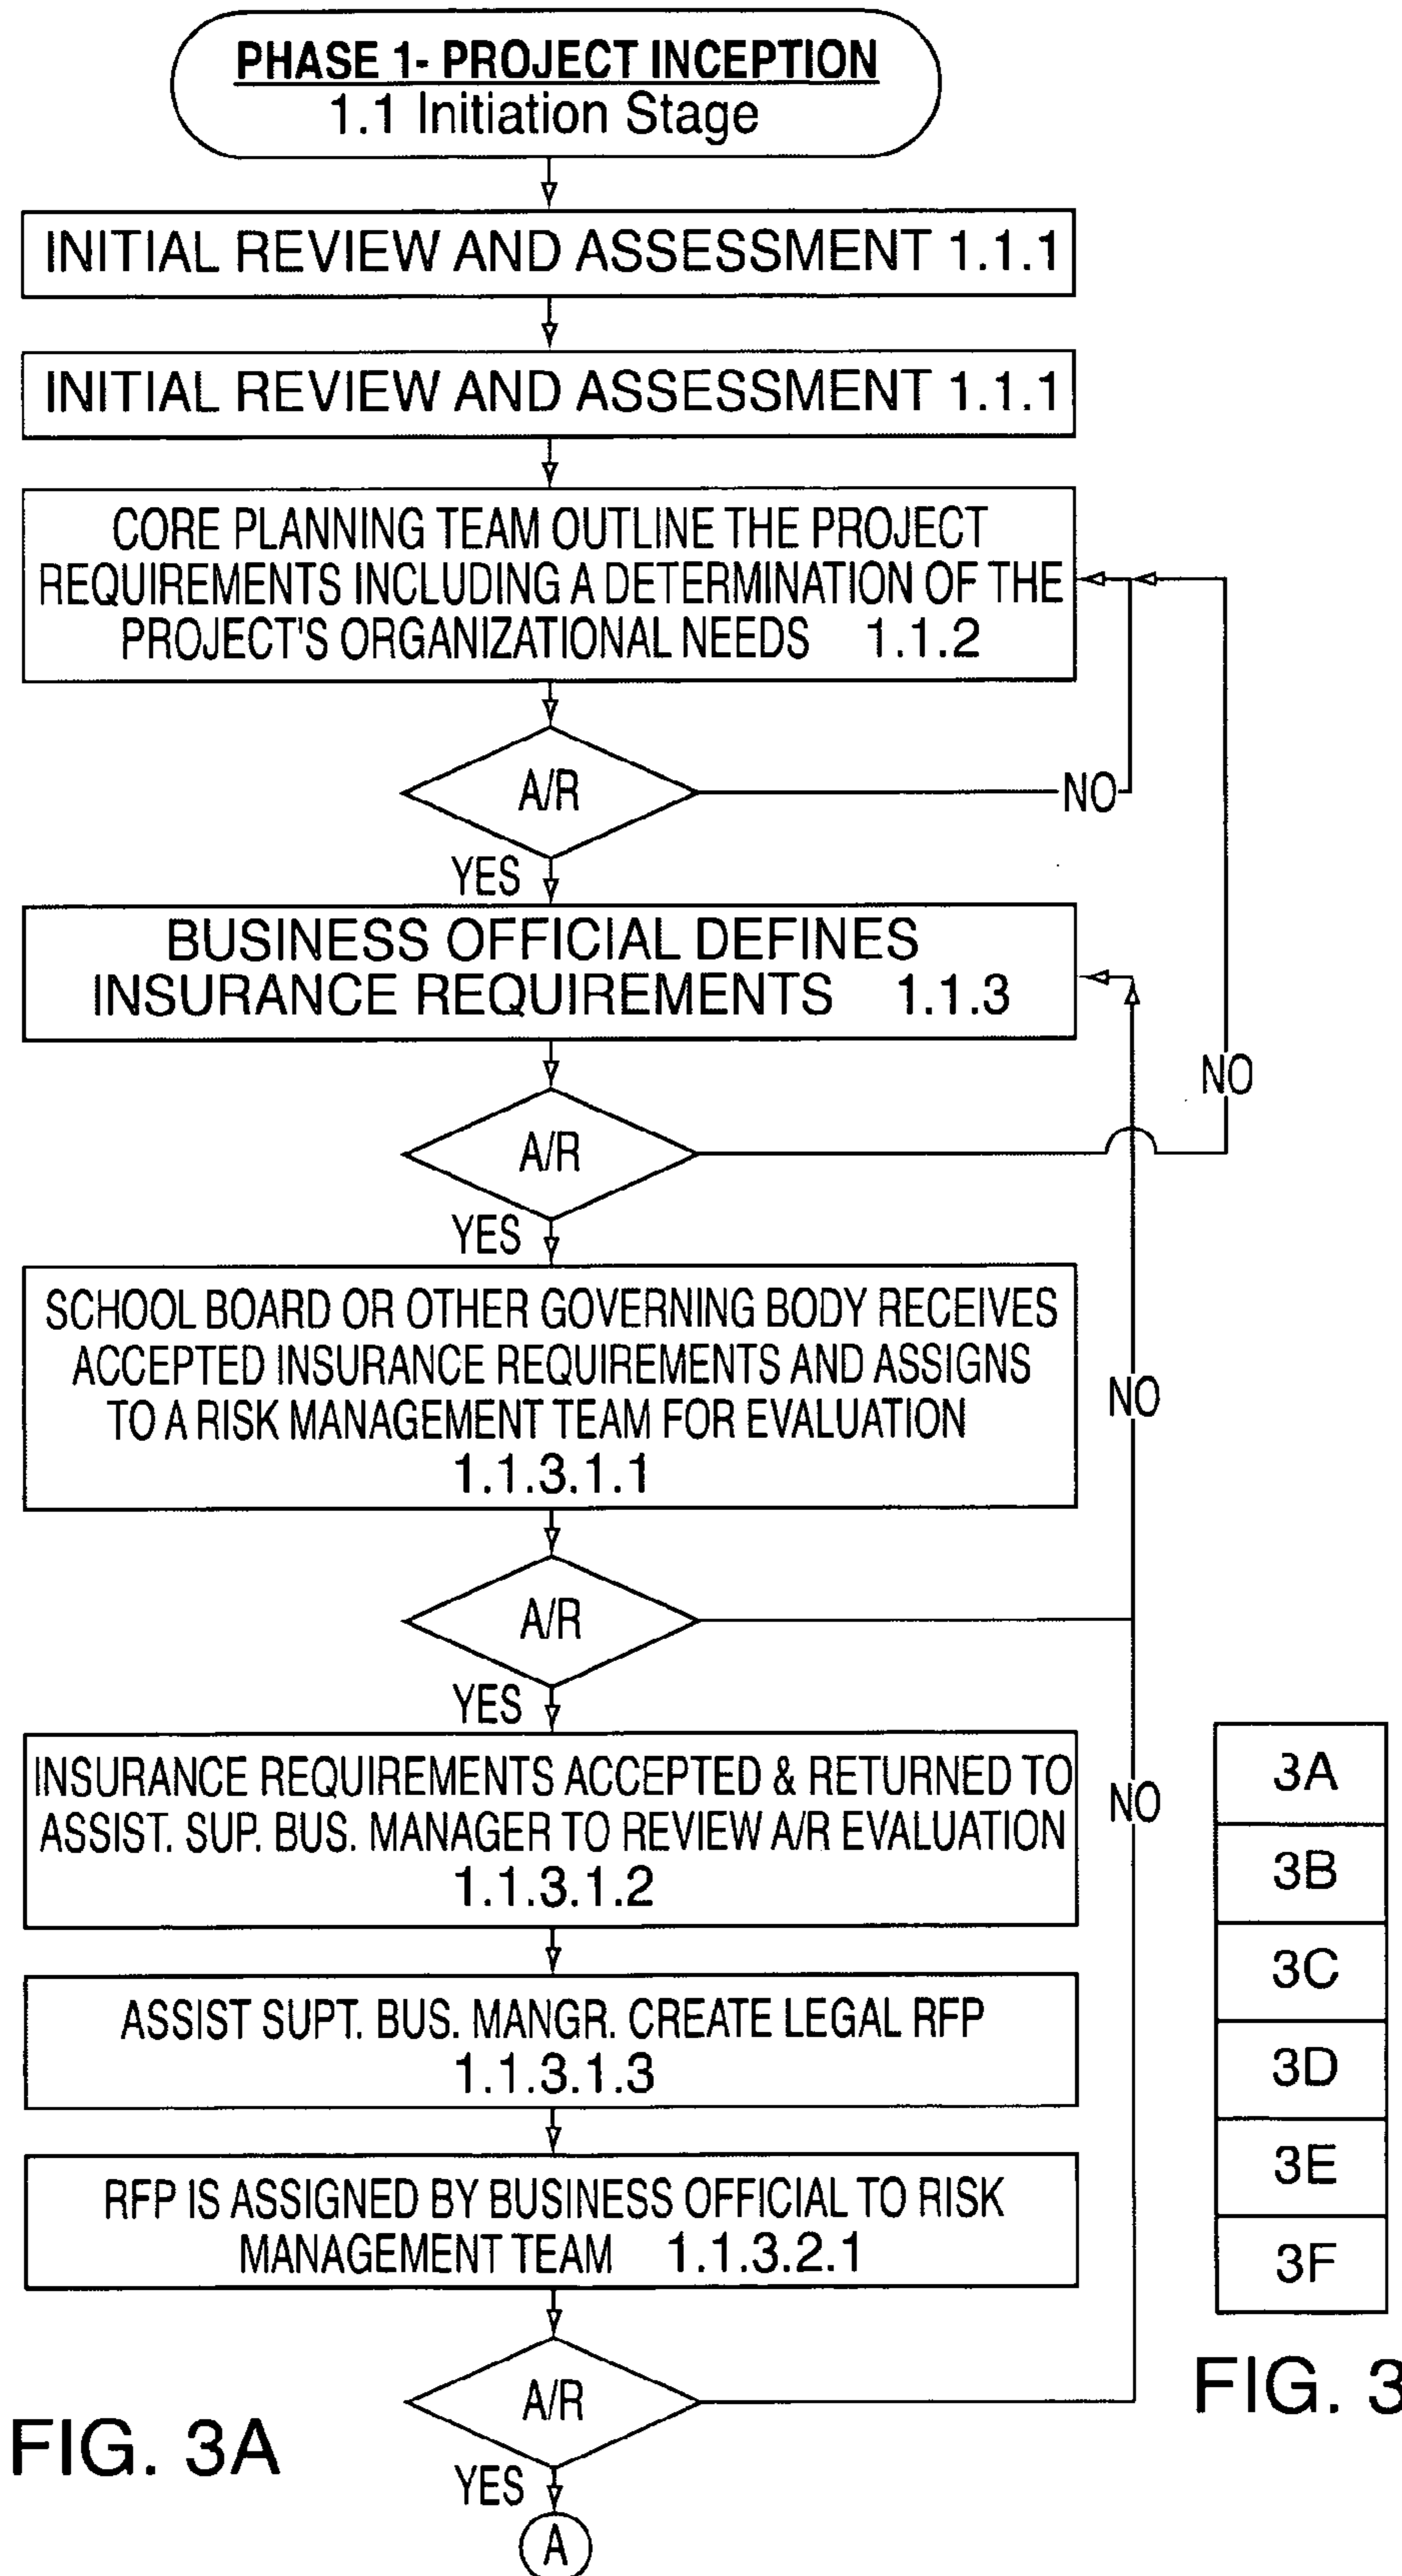 PHASE 1- PROJECT INCEPTION
1.1 Initiation Stage
INITIAL REVIEW AND ASSESSMENT 1.1.1
INITIAL REVIEW AND ASSESSMENT 1.1.1
CORE PLANNING TEAM OUTLINE THE PROJECT
REQUIREMENTS INCLUDING A DETERMINATION OF THE
PROJECT'S ORGANIZATIONAL NEEDS 1.1.2
A/R
NO
YES
BUSINESS OFFICIAL DEFINES
INSURANCE REQUIREMENTS 1.1.3
NO
A/R
YES
SCHOOL BOARD OR OTHER GOVERNING BODY RECEIVES
ACCEPTED INSURANCE REQUIREMENTS AND ASSIGNS
TO A RISK MANAGEMENT TEAM FOR EVALUATION
1.1.3.1.1
NO
A/R
YES
INSURANCE REQUIREMENTS ACCEPTED & RETURNED TO
ASSIST. SUP. BUS. MANAGER TO REVIEW A/R EVALUATION
1.1.3.1.2
NO
ASSIST SUPT. BUS. MANGR. CREATE LEGAL RFP
1.1.3.1.3
RFP IS ASSIGNED BY BUSINESS OFFICIAL TO RISK
MANAGEMENT TEAM 1.1.3.2.1
A/R
YES
A
FIG. 3A
3A
3B
3C
3D
3E
3F
FIG. 3